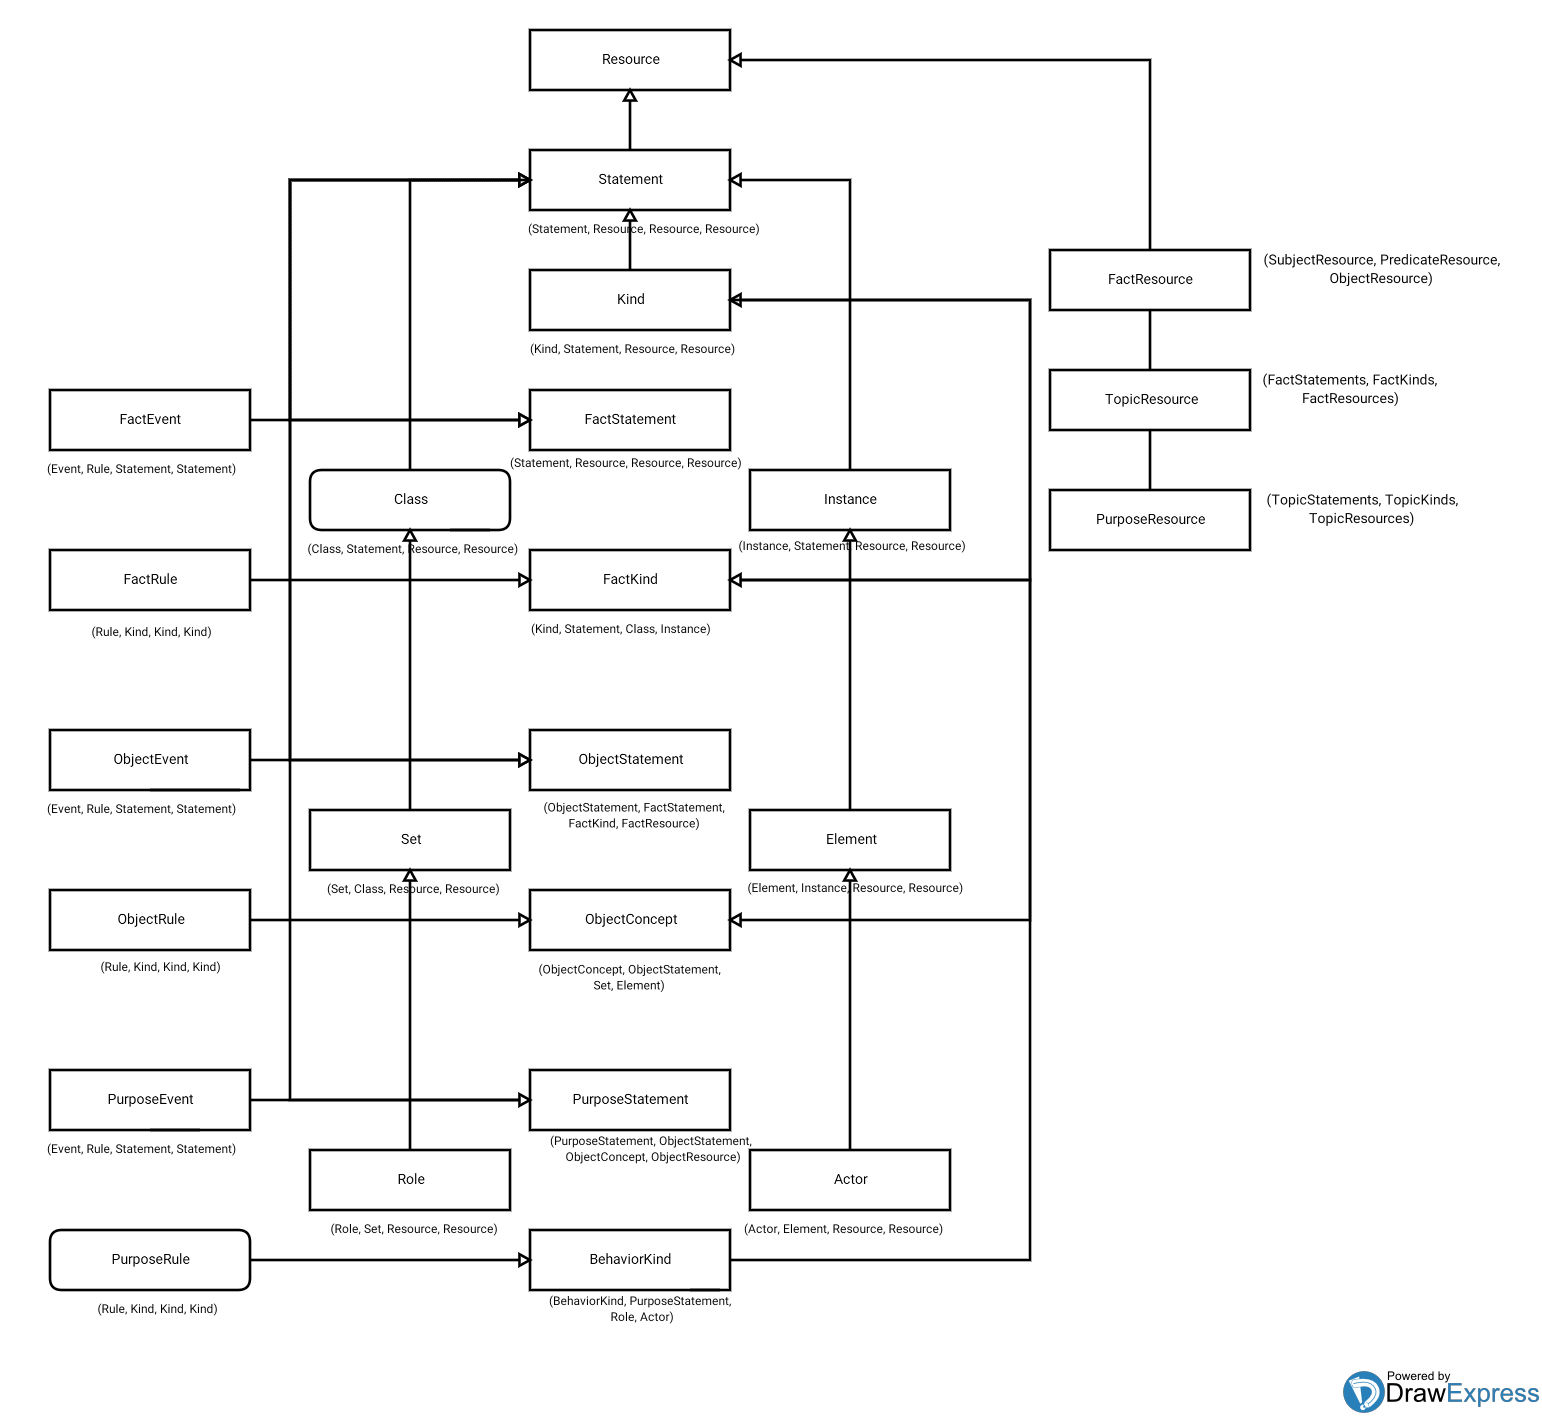 Resource
Statement
(Statement, Resource, Resource, Resource)
Kind
(Kind, Statement, Resource, Resource)
FactResource
(SubjectResource, PredicateResource,
ObjectResource)
TopicResource
(FactStatements, FactKinds,
FactResources)
PurposeResource
(TopicStatements, TopicKinds,
TopicResources)
FactEvent
(Event, Rule, Statement, Statement)
FactStatement
(Statement, Resource, Resource, Resource)
Class
(Class, Statement, Resource, Resource)
Instance
(Instance, Statement, Resource, Resource)
FactRule
(Rule, Kind, Kind, Kind)
FactKind
(Kind, Statement, Class, Instance)
ObjectEvent
(Event, Rule, Statement, Statement)
ObjectStatement
(ObjectStatement, FactStatement,
FactKind, FactResource)
Set
(Set, Class, Resource, Resource)
Element
(Element, Instance, Resource, Resource)
ObjectRule
(Rule, Kind, Kind, Kind)
ObjectConcept
(ObjectConcept, ObjectStatement,
Set, Element)
PurposeEvent
(Event, Rule, Statement, Statement)
PurposeStatement
(PurposeStatement, ObjectStatement,
ObjectConcept, ObjectResource)
Role
(Role, Set, Resource, Resource)
Actor
(Actor, Element, Resource, Resource)
PurposeRule
(Rule, Kind, Kind, Kind)
BehaviorKind
(BehaviorKind, PurposeStatement,
Role, Actor)
Powered by
DrawExpress